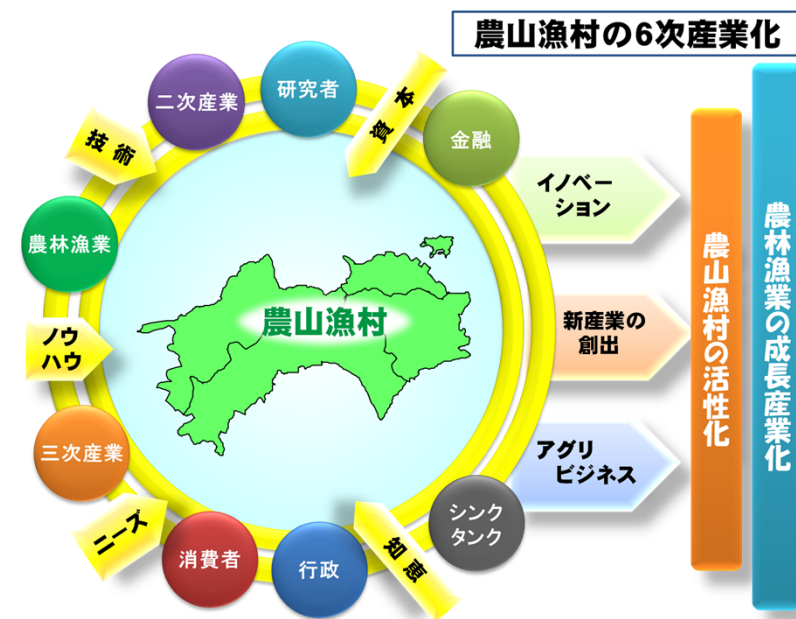 農山漁村の6次産業化
二次産業
研究者
資本
金融
技術
農林漁業
ノウ
ハウ
三次産業
ニーズ
消費者
行政
知恵
シンク
タンク
農山漁村
イノベー
ション
新産業の
創出
アグリ
ビジネス
農山漁村の活性化
農林漁業の成長産業化